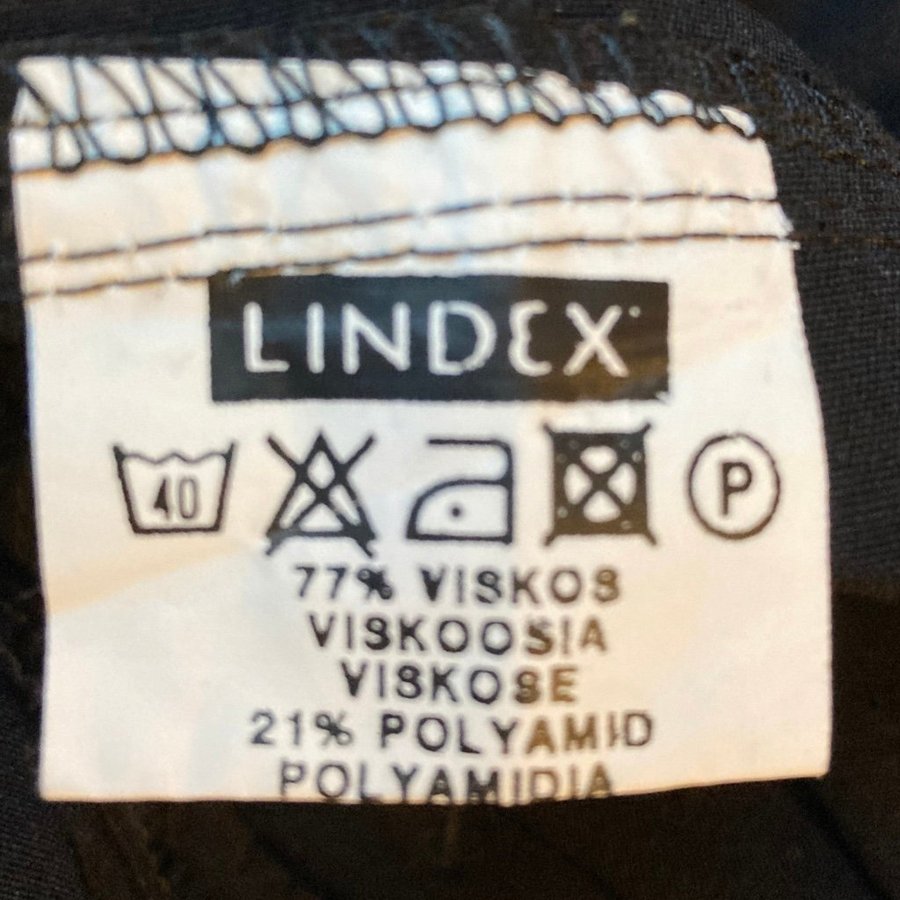 LINDEX
40 P
77% VISKOS
VISKOOSIA
VISKOSE
21% POLYAMID
POLYAMIDIA